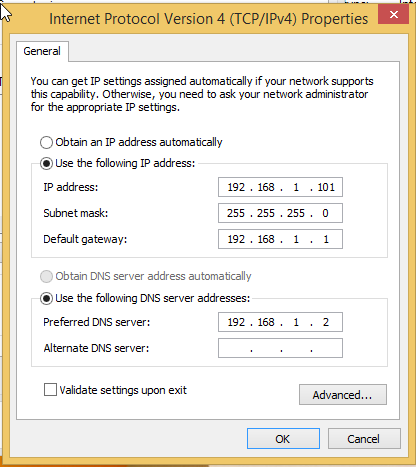 Internet Protocol Version 4 (TCP/IPv4) Properties
General
You can get IP settings assigned automatically if your network supports
this capability. Otherwise, you need to ask your network administrator
for the appropriate IP settings.
Obtain an IP address automatically
Use the following IP address:
IP address: 192 . 168 . 1 . 101
Subnet mask: 255 . 255 . 255 . 0
Default gateway: 192 . 168 . 1 . 1
Obtain DNS server address automatically
Use the following DNS server addresses:
Preferred DNS server: 192 . 168 . 1 . 2
Alternate DNS server: . . .
Validate settings upon exit
Advanced...
OK Cancel